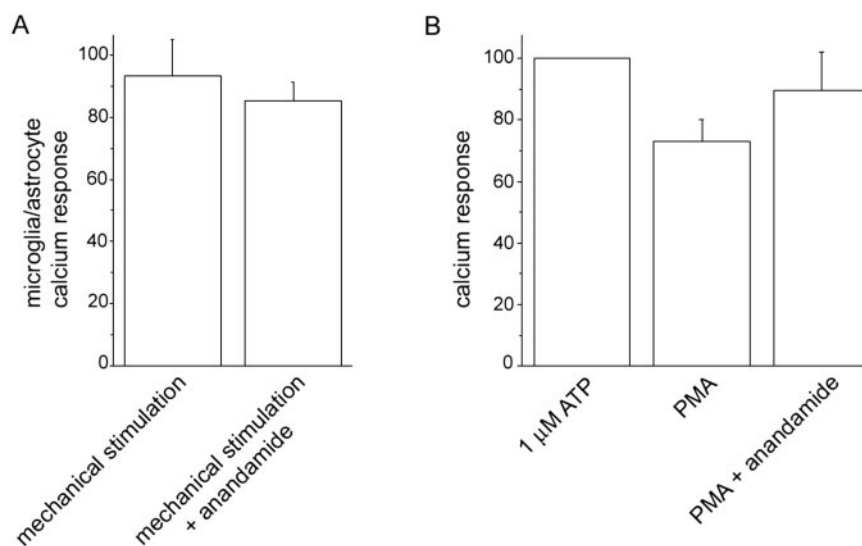 A
microglia/astrocyte
calcium response
100
80
60
40
20
0
mechanical stimulation
mechanical stimulation
+ anandamide
B
calcium response
100
80
60
40
20
0
1 µM ATP
PMA
PMA + anandamide